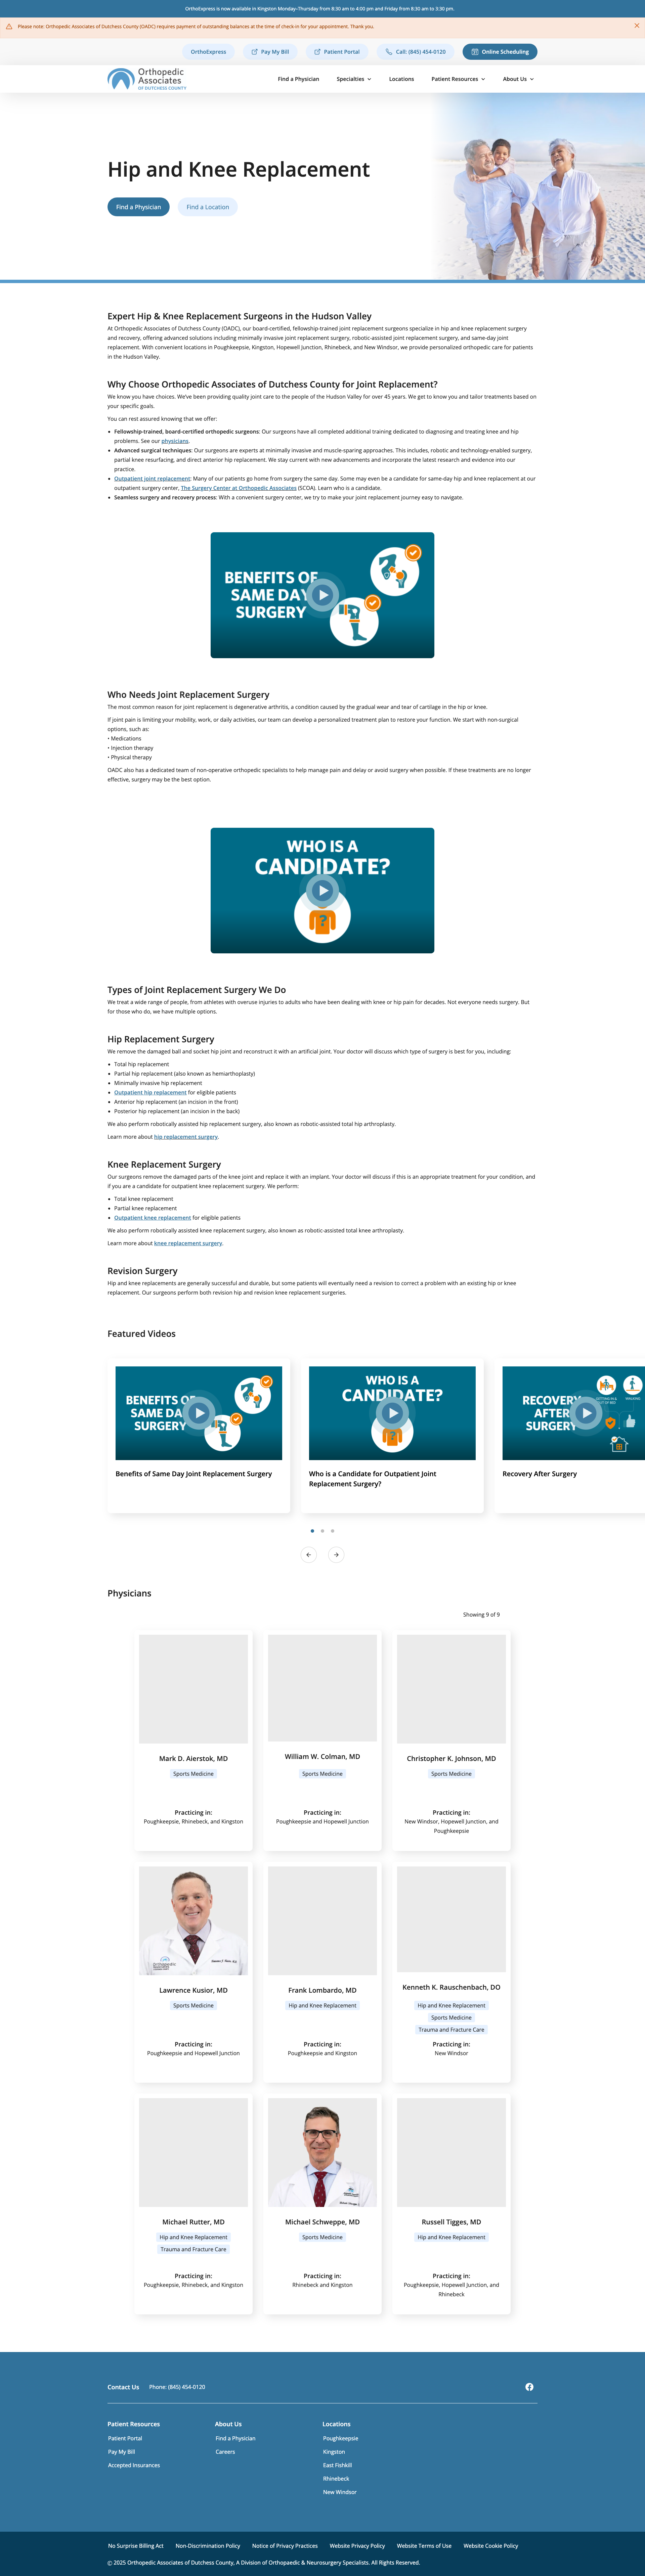 OrthoExpress is now available in Kingston Monday–Thursday from 8:30 am to 4:00 pm and Friday from 8:30 am to 3:30 pm.
Please note: Orthopedic Associates of Dutchess County (OADC) requires payment of outstanding balances at the time of check-in for your appointment. Thank you.
OrthoExpress
Pay My Bill
Patient Portal
Call: (845) 454-0120
Online Scheduling
Orthopedic
Associates
OF DUTCHESS COUNTY
Find a Physician
Specialties
Locations
Patient Resources
About Us
Hip and Knee Replacement
Find a Physician
Find a Location
Expert Hip & Knee Replacement Surgeons in the Hudson Valley
At Orthopedic Associates of Dutchess County (OADC), our board-certified, fellowship-trained joint replacement surgeons specialize in hip and knee replacement surgery
and recovery, offering advanced solutions including minimally invasive joint replacement surgery, robotic-assisted joint replacement surgery, and same-day joint
replacement. With convenient locations in Poughkeepsie, Kingston, Hopewell Junction, Rhinebeck, and New Windsor, we provide personalized orthopedic care for patients
in the Hudson Valley.
Why Choose Orthopedic Associates of Dutchess County for Joint Replacement?
We know you have choices. We've been providing quality joint care to the people of the Hudson Valley for over 45 years. We get to know you and tailor treatments based on
your specific goals.
You can rest assured knowing that we offer:
• Fellowship-trained, board-certified orthopedic surgeons: Our surgeons have all completed additional training dedicated to diagnosing and treating knee and hip
problems. See our physicians.
• Advanced surgical techniques: Our surgeons are experts at minimally invasive and muscle-sparing approaches. This includes, robotic and technology-enabled surgery,
partial knee resurfacing, and direct anterior hip replacement. We stay current with new advancements and incorporate the latest research and evidence into our
practice.
• Outpatient joint replacement: Many of our patients go home from surgery the same day. Some may even be a candidate for same-day hip and knee replacement at our
outpatient surgery center, The Surgery Center at Orthopedic Associates (SCOA). Learn who is a candidate.
• Seamless surgery and recovery process: With a convenient surgery center, we try to make your joint replacement journey easy to navigate.
BENEFITS OF
SAME DAY
SURGERY
Who Needs Joint Replacement Surgery
The most common reason for joint replacement is degenerative arthritis, a condition caused by the gradual wear and tear of cartilage in the hip or knee.
If joint pain is limiting your mobility, work, or daily activities, our team can develop a personalized treatment plan to restore your function. We start with non-surgical
options, such as:
• Medications
• Injection therapy
• Physical therapy
OADC also has a dedicated team of non-operative orthopedic specialists to help manage pain and delay or avoid surgery when possible. If these treatments are no longer
effective, surgery may be the best option.
WHO IS A
CANDIDATE?
?
Types of Joint Replacement Surgery We Do
We treat a wide range of people, from athletes with overuse injuries to adults who have been dealing with knee or hip pain for decades. Not everyone needs surgery. But
for those who do, we have multiple options.
Hip Replacement Surgery
We remove the damaged ball and socket hip joint and reconstruct it with an artificial joint. Your doctor will discuss which type of surgery is best for you, including:
• Total hip replacement
• Partial hip replacement (also known as hemiarthoplasty)
• Minimally invasive hip replacement
• Outpatient hip replacement for eligible patients
• Anterior hip replacement (an incision in the front)
• Posterior hip replacement (an incision in the back)
We also perform robotically assisted hip replacement surgery, also known as robotic-assisted total hip arthroplasty.
Learn more about hip replacement surgery.
Knee Replacement Surgery
Our surgeons remove the damaged parts of the knee joint and replace it with an implant. Your doctor will discuss if this is an appropriate treatment for your condition, and
if you are a candidate for outpatient knee replacement surgery. We perform:
• Total knee replacement
• Partial knee replacement
• Outpatient knee replacement for eligible patients
We also perform robotically assisted knee replacement surgery, also known as robotic-assisted total knee arthroplasty.
Learn more about knee replacement surgery.
Revision Surgery
Hip and knee replacements are generally successful and durable, but some patients will eventually need a revision to correct a problem with an existing hip or knee
replacement. Our surgeons perform both revision hip and revision knee replacement surgeries.
Featured Videos
BENEFITS OF
SAME DAY
SURGERY
Benefits of Same Day Joint Replacement Surgery
WHO IS A
CANDIDATE?
?
Who is a Candidate for Outpatient Joint
Replacement Surgery?
RECOVERY
AFTER
SURGERY
Recovery After Surgery
Physicians
Showing 9 of 9
Mark D. Aierstok, MD
Sports Medicine
Practicing in:
Poughkeepsie, Rhinebeck, and Kingston
William W. Colman, MD
Sports Medicine
Practicing in:
Poughkeepsie and Hopewell Junction
Christopher K. Johnson, MD
Sports Medicine
Practicing in:
New Windsor, Hopewell Junction, and
Poughkeepsie
Lawrence Kusior, MD
Sports Medicine
Practicing in:
Poughkeepsie and Hopewell Junction
Frank Lombardo, MD
Hip and Knee Replacement
Practicing in:
Poughkeepsie and Kingston
Kenneth K. Rauschenbach, DO
Hip and Knee Replacement
Sports Medicine
Trauma and Fracture Care
Practicing in:
New Windsor
Michael Rutter, MD
Hip and Knee Replacement
Trauma and Fracture Care
Practicing in:
Poughkeepsie, Rhinebeck, and Kingston
Michael Schweppe, MD
Sports Medicine
Practicing in:
Rhinebeck and Kingston
Russell Tigges, MD
Hip and Knee Replacement
Practicing in:
Poughkeepsie, Hopewell Junction, and
Rhinebeck
Contact Us
Phone: (845) 454-0120
Patient Resources
Patient Portal
Pay My Bill
Accepted Insurances
About Us
Find a Physician
Careers
Locations
Poughkeepsie
Kingston
East Fishkill
Rhinebeck
New Windsor
No Surprise Billing Act
Non-Discrimination Policy
Notice of Privacy Practices
Website Privacy Policy
Website Terms of Use
Website Cookie Policy
© 2025 Orthopedic Associates of Dutchess County, A Division of Orthopaedic & Neurosurgery Specialists. All Rights Reserved.